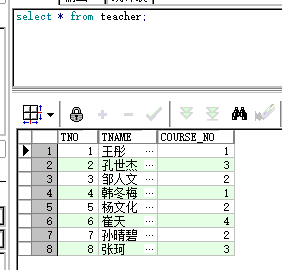 select * from teacher;
TNO TNAME COURSE_NO
1 1 王彤 … 1
2 2 孔世杰 … 3
3 3 邹人文 … 2
4 4 韩冬梅 … 1
5 5 杨文化 … 2
6 6 崔天 … 4
7 7 孙晴碧 … 2
8 8 张珂 … 3